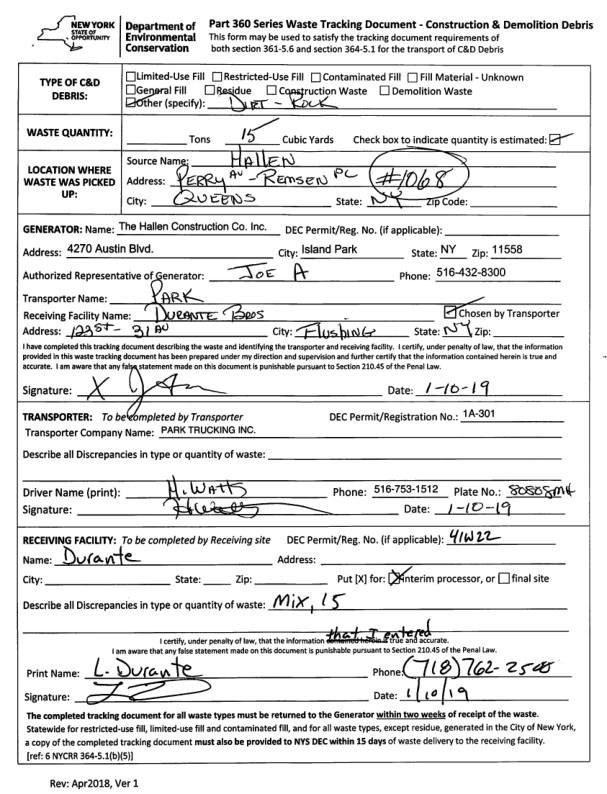 NEW YORK STATE OF OPPORTUNITY
Department of Environmental Conservation
Part 360 Series Waste Tracking Document - Construction & Demolition Debris
This form may be used to satisfy the tracking document requirements of
both section 361-5.6 and section 364-5.1 for the transport of C&D Debris
TYPE OF C&D DEBRIS:
Limited-Use Fill Restricted-Use Fill Contaminated Fill Fill Material - Unknown
General Fill Residue Construction Waste Demolition Waste
Other (specify): DIRT - ROCK
WASTE QUANTITY: Tons 15 Cubic Yards Check box to indicate quantity is estimated:
LOCATION WHERE WASTE WAS PICKED UP:
Source Name: HALLEN
Address: PERRY AV - REMSEN PL #1068
City: QUEENS State: NY Zip Code:
GENERATOR: Name: The Hallen Construction Co. Inc. DEC Permit/Reg. No. (if applicable):
Address: 4270 Austin Blvd. City: Island Park State: NY Zip: 11558
Authorized Representative of Generator: JOE A Phone: 516-432-8300
Transporter Name: PARK
Receiving Facility Name: DURANTE BROS Chosen by Transporter
Address: 123 ST - 31 AV City: Flushing State: NY Zip:
I have completed this tracking document describing the waste and identifying the transporter and receiving facility. I certify, under penalty of law, that the information
provided in this waste tracking document has been prepared under my direction and supervision and further certify that the information contained herein is true and
accurate. I am aware that any false statement made on this document is punishable pursuant to Section 210.45 of the Penal Law.
Signature: X Date: 1-10-19
TRANSPORTER: To be completed by Transporter DEC Permit/Registration No.: 1A-301
Transporter Company Name: PARK TRUCKING INC.
Describe all Discrepancies in type or quantity of waste:
Driver Name (print): H. WATTS Phone: 516-753-1512 Plate No.: 80808MH
Signature: H Watts Date: 1-10-19
RECEIVING FACILITY: To be completed by Receiving site DEC Permit/Reg. No. (if applicable): 41W22
Name: Durante Address:
City: State: Zip: Put [X] for: X interim processor, or final site
Describe all Discrepancies in type or quantity of waste: Mix, 15
that I entered
I certify, under penalty of law, that the information contained herein is true and accurate.
I am aware that any false statement made on this document is punishable pursuant to Section 210.45 of the Penal Law.
Print Name: L. Durante Phone: (718) 762-2500
Signature: Date: 1/10/19
The completed tracking document for all waste types must be returned to the Generator within two weeks of receipt of the waste.
Statewide for restricted-use fill, limited-use fill and contaminated fill, and for all waste types, except residue, generated in the City of New York,
a copy of the completed tracking document must also be provided to NYS DEC within 15 days of waste delivery to the receiving facility.
[ref: 6 NYCRR 364-5.1(b)(5)]
Rev: Apr2018, Ver 1